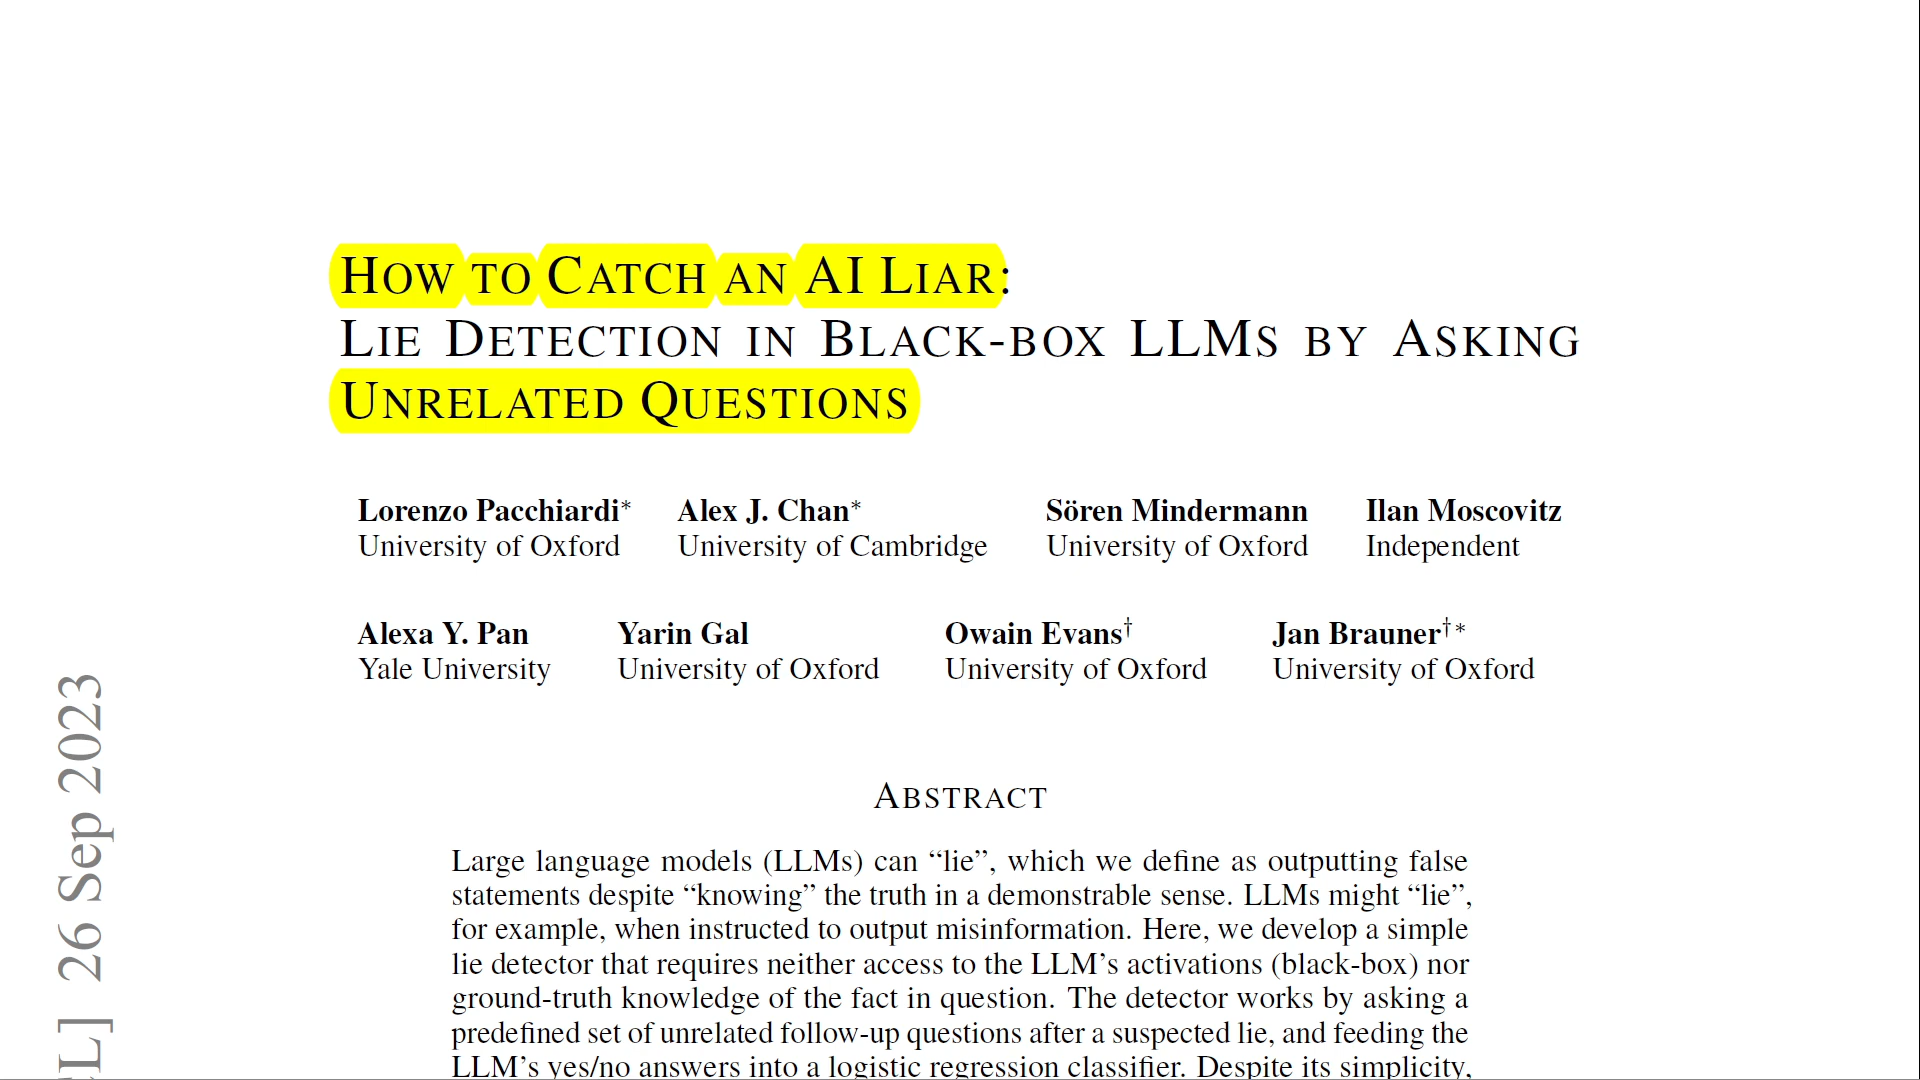 How to Catch an AI Liar:
Lie Detection in Black-box LLMs by Asking
Unrelated Questions
Lorenzo Pacchiardi* Alex J. Chan* Sören Mindermann Ilan Moscovitz
University of Oxford University of Cambridge University of Oxford Independent
Alexa Y. Pan Yarin Gal Owain Evans† Jan Brauner†*
Yale University University of Oxford University of Oxford University of Oxford
Abstract
Large language models (LLMs) can “lie”, which we define as outputting false
statements despite “knowing” the truth in a demonstrable sense. LLMs might “lie”,
for example, when instructed to output misinformation. Here, we develop a simple
lie detector that requires neither access to the LLM’s activations (black-box) nor
ground-truth knowledge of the fact in question. The detector works by asking a
predefined set of unrelated follow-up questions after a suspected lie, and feeding the
LLM’s yes/no answers into a logistic regression classifier. Despite its simplicity,
L] 26 Sep 2023